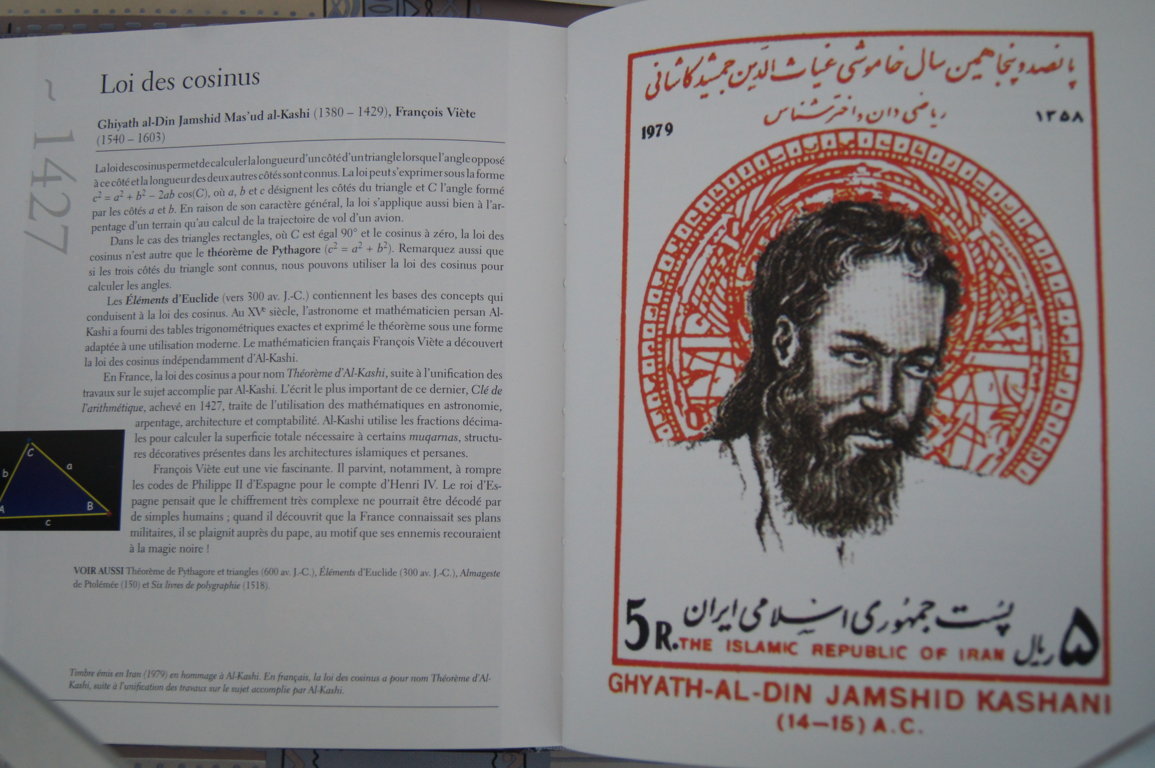 ~ 1427
Loi des cosinus
Ghiyath al-Din Jamshid Mas'ud al-Kashi (1380 – 1429), François Viète
(1540 – 1603)
La loi des cosinus permet de calculer la longueur d'un côté d'un triangle lorsque l'angle opposé
à ce côté et la longueur des deux autres côtés sont connus. La loi peut s'exprimer sous la forme
c² = a² + b² – 2ab cos(C), où a, b et c désignent les côtés du triangle et C l'angle formé
par les côtés a et b. En raison de son caractère général, la loi s'applique aussi bien à l'ar-
pentage d'un terrain qu'au calcul de la trajectoire de vol d'un avion.
Dans le cas des triangles rectangles, où C est égal 90° et le cosinus à zéro, la loi des
cosinus n'est autre que le théorème de Pythagore (c² = a² + b²). Remarquez aussi que
si les trois côtés du triangle sont connus, nous pouvons utiliser la loi des cosinus pour
calculer les angles.
Les Éléments d'Euclide (vers 300 av. J.-C.) contiennent les bases des concepts qui
conduisent à la loi des cosinus. Au XVe siècle, l'astronome et mathématicien persan Al-
Kashi a fourni des tables trigonométriques exactes et exprimé le théorème sous une forme
adaptée à une utilisation moderne. Le mathématicien français François Viète a découvert
la loi des cosinus indépendamment d'Al-Kashi.
En France, la loi des cosinus a pour nom Théorème d'Al-Kashi, suite à l'unification des
travaux sur le sujet accomplie par Al-Kashi. L'écrit le plus important de ce dernier, Clé de
l'arithmétique, achevé en 1427, traite de l'utilisation des mathématiques en astronomie,
arpentage, architecture et comptabilité. Al-Kashi utilise les fractions décima-
les pour calculer la superficie totale nécessaire à certains muqarnas, structu-
res décoratives présentes dans les architectures islamiques et persanes.
François Viète eut une vie fascinante. Il parvint, notamment, à rompre
les codes de Philippe II d'Espagne pour le compte d'Henri IV. Le roi d'Es-
pagne pensait que le chiffrement très complexe ne pourrait être décodé par
de simples humains ; quand il découvrit que la France connaissait ses plans
militaires, il se plaignit auprès du pape, au motif que ses ennemis recouraient
à la magie noire !
C
b a
A B
c
VOIR AUSSI Théorème de Pythagore et triangles (600 av. J.-C.), Éléments d'Euclide (300 av. J.-C.), Almageste
de Ptolémée (150) et Six livres de polygraphie (1518).
Timbre émis en Iran (1979) en hommage à Al-Kashi. En français, la loi des cosinus a pour nom Théorème d'Al-
Kashi, suite à l'unification des travaux sur le sujet accomplie par Al-Kashi.
پانصد و پنجاهمین سال خاموشی غیاث الدین جمشید کاشانی
ریاضی دان و اخترشناس
1979 ۱۳۵۸
پست جمهوری اسلامی ایران
5 R. THE ISLAMIC REPUBLIC OF IRAN ۵ ریال
GHYATH-AL-DIN JAMSHID KASHANI
(14–15) A.C.